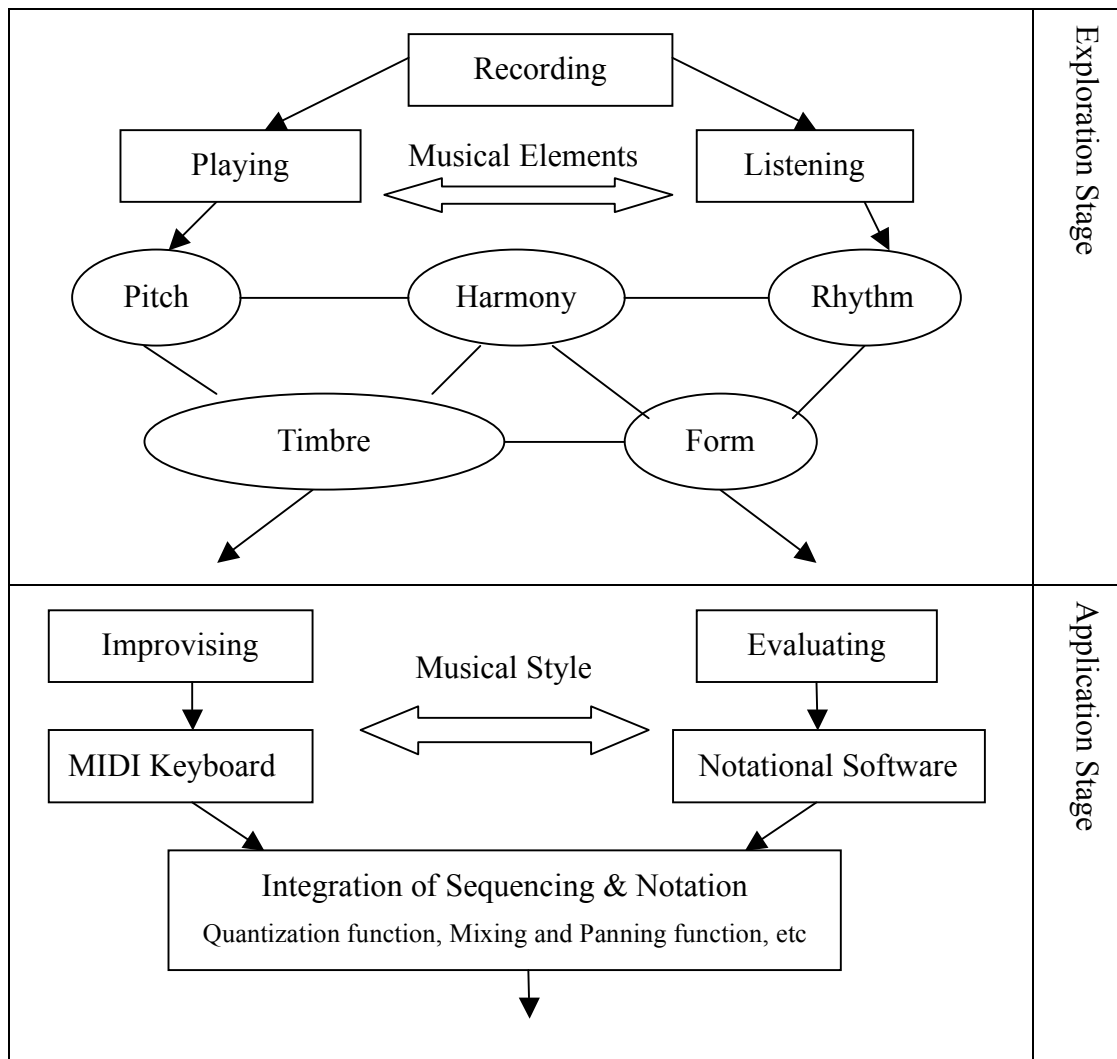 Recording
Exploration Stage
Playing
Musical Elements
Listening
Pitch
Harmony
Rhythm
Timbre
Form
Improvising
Evaluating
Application Stage
Musical Style
MIDI Keyboard
Notational Software
Integration of Sequencing & Notation
Quantization function, Mixing and Panning function, etc